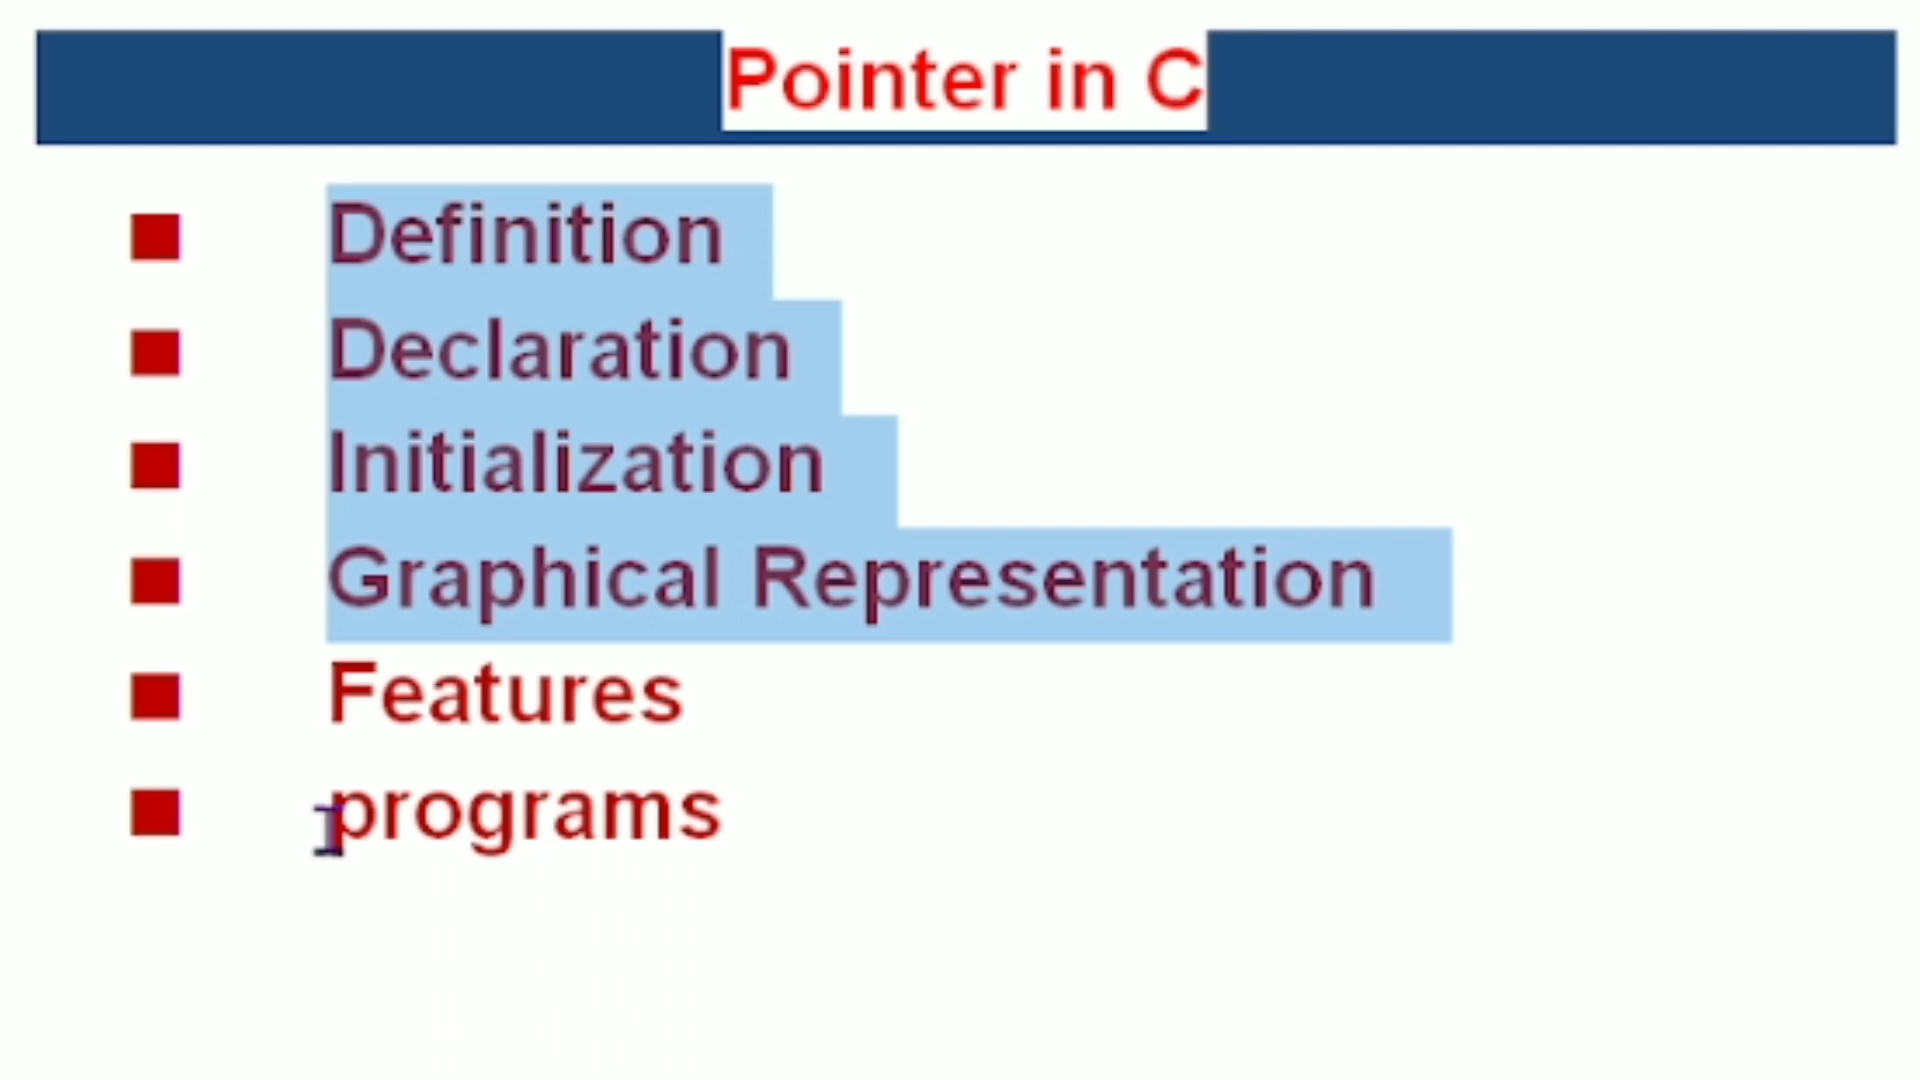 Pointer in C
Definition
Declaration
Initialization
Graphical Representation
Features
programs